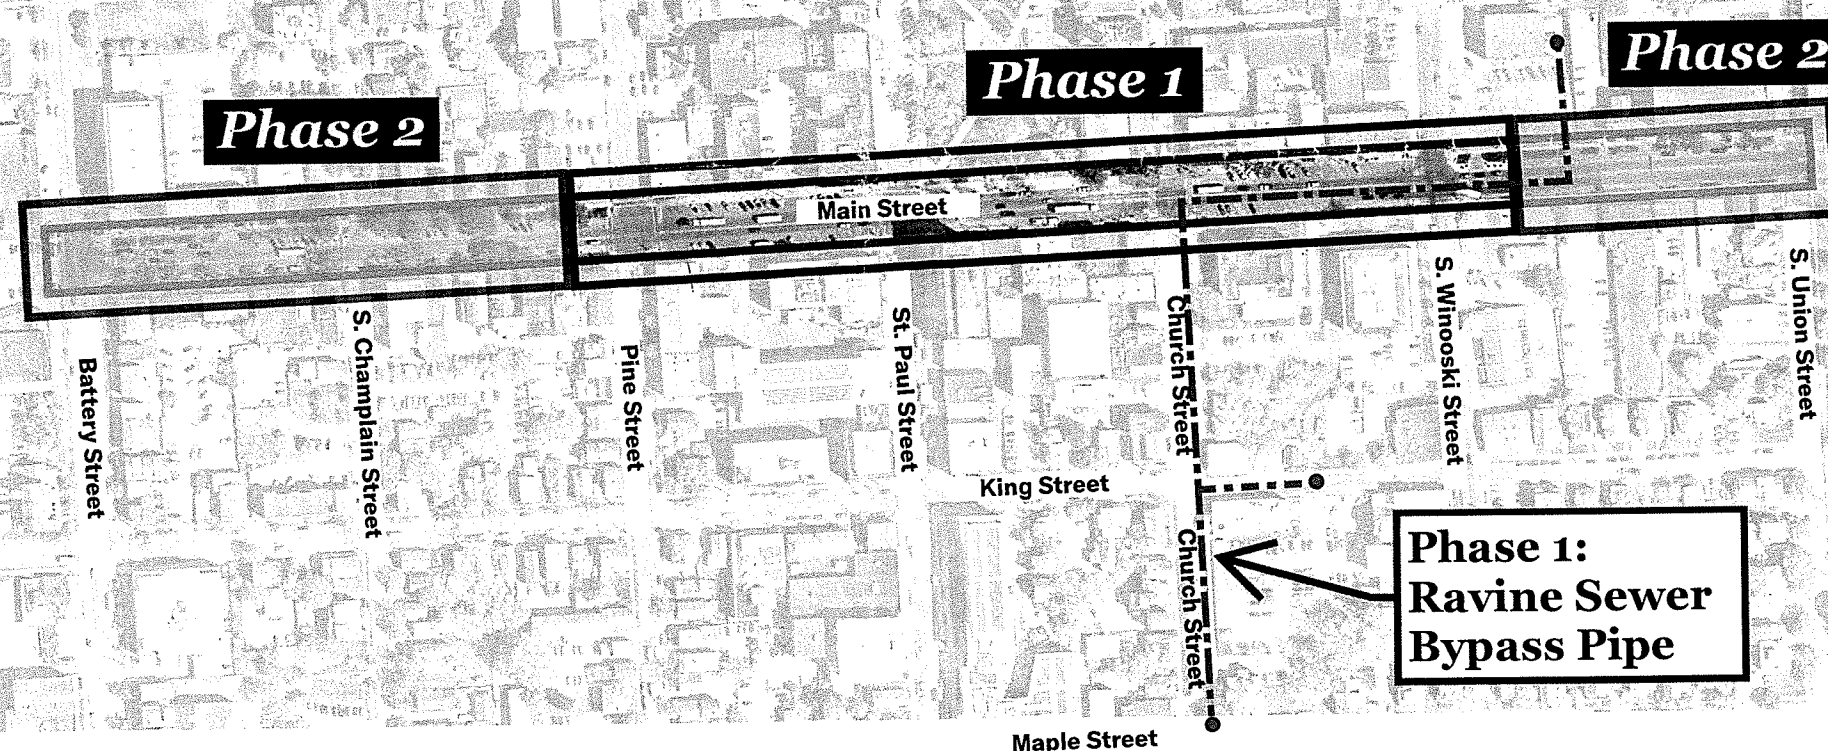 Phase 2
Phase 1
Phase 2
Main Street
Battery Street
S. Champlain Street
Pine Street
St. Paul Street
Church Street
S. Winooski Street
S. Union Street
King Street
Church Street
Phase 1:
Ravine Sewer
Bypass Pipe
Maple Street